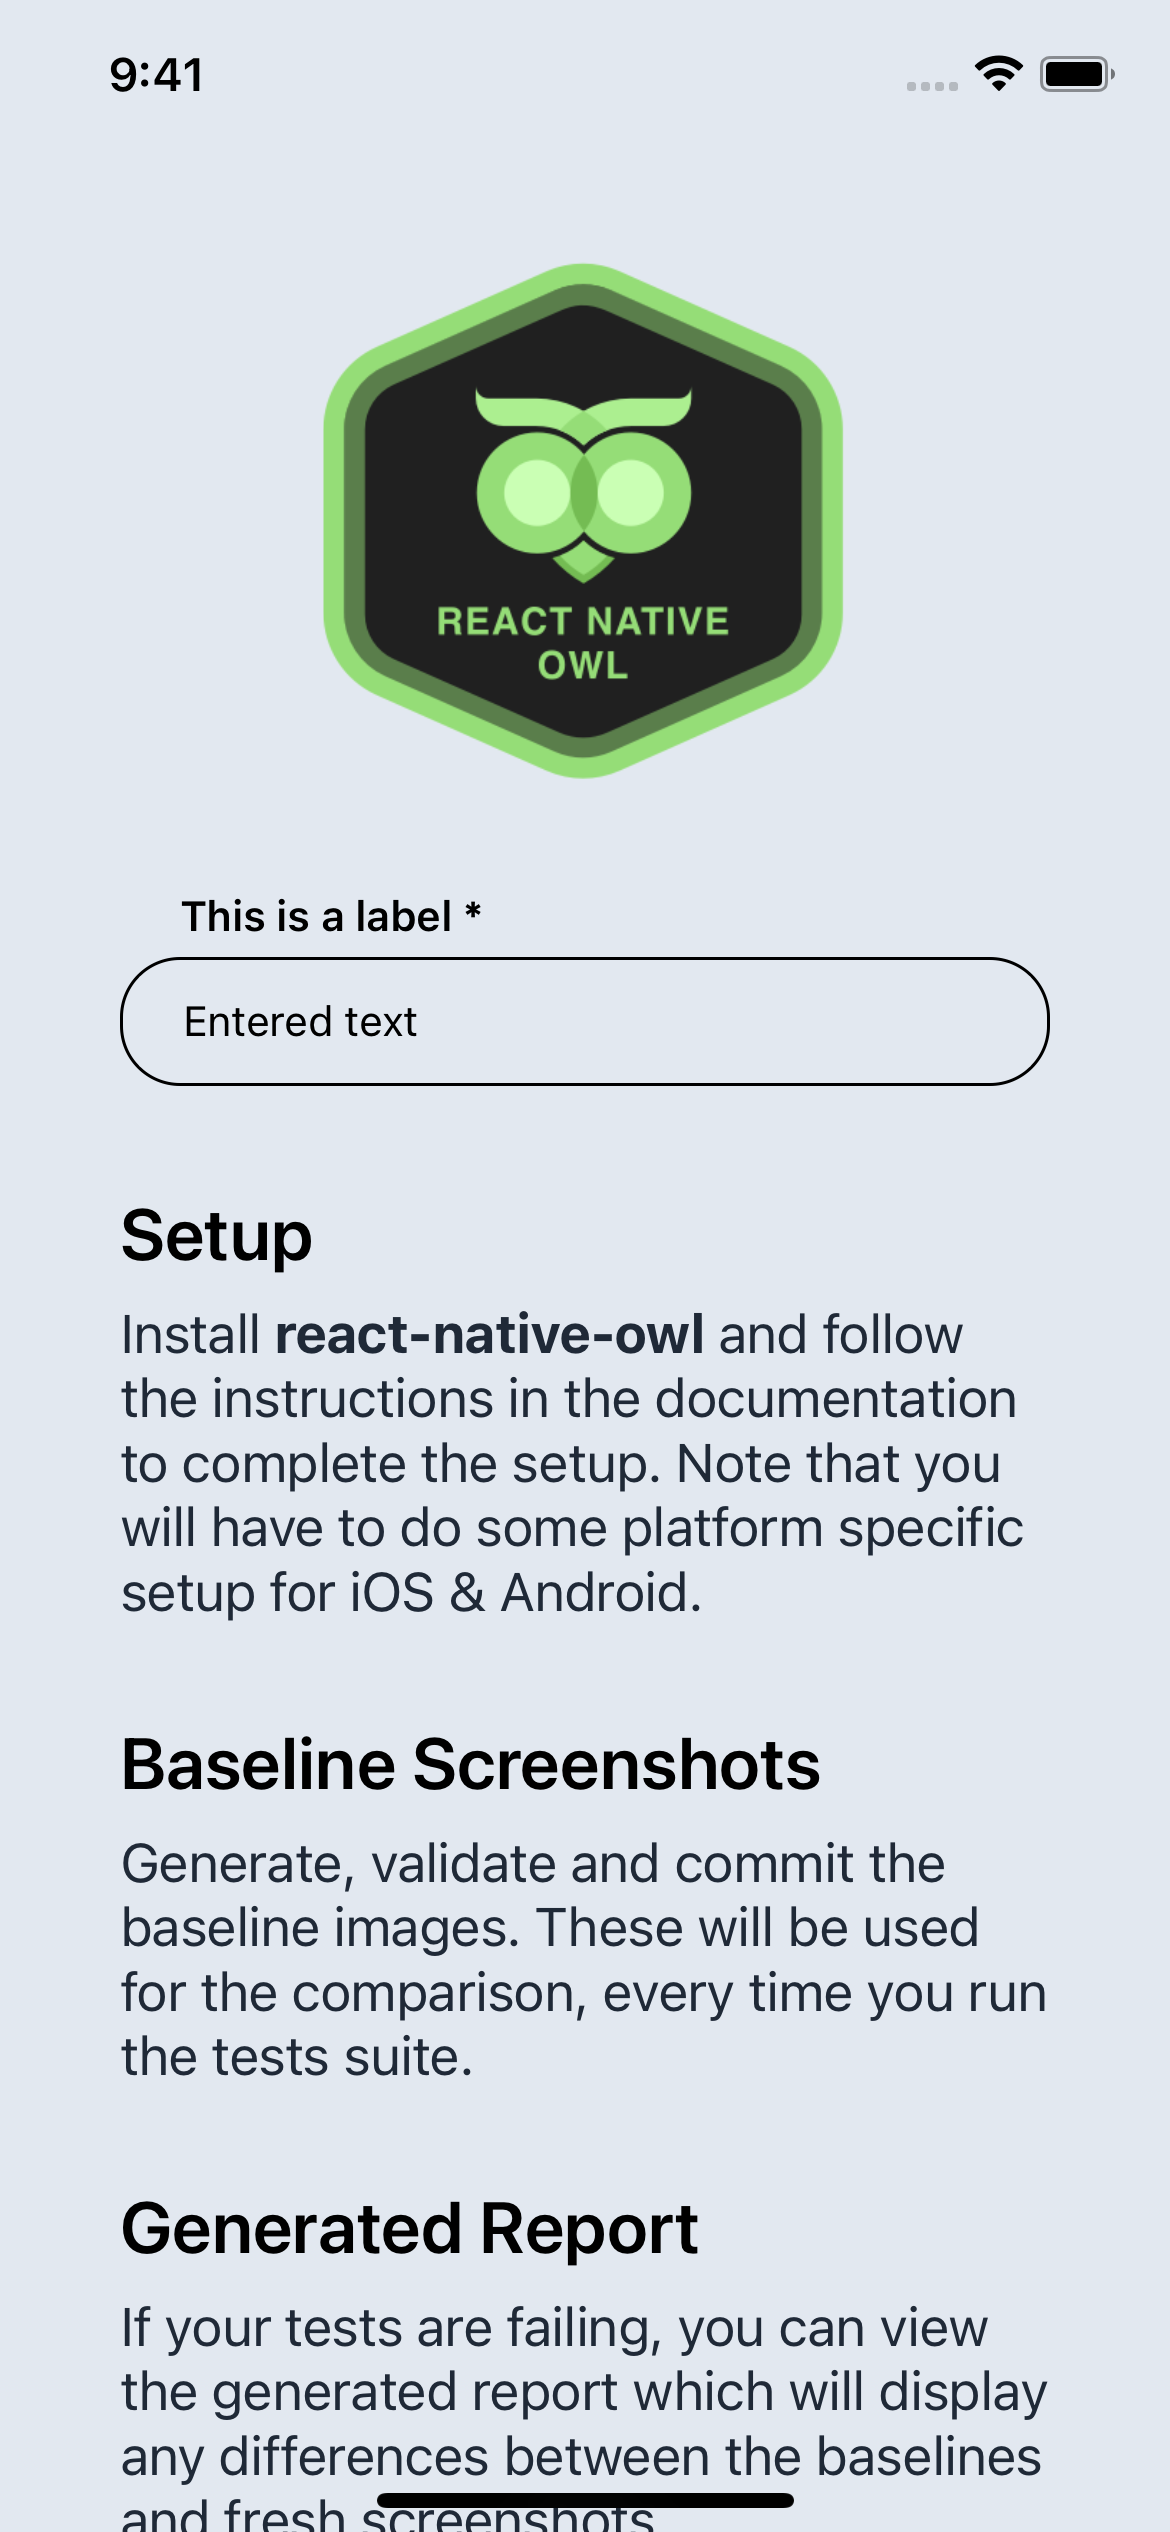 9:41
REACT NATIVE
OWL
This is a label *
Entered text
Setup
Install react-native-owl and follow
the instructions in the documentation
to complete the setup. Note that you
will have to do some platform specific
setup for iOS & Android.
Baseline Screenshots
Generate, validate and commit the
baseline images. These will be used
for the comparison, every time you run
the tests suite.
Generated Report
If your tests are failing, you can view
the generated report which will display
any differences between the baselines
and fresh screenshots.